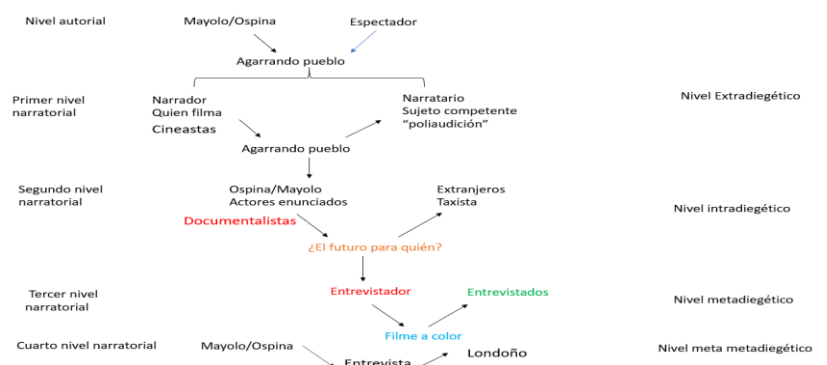 Nivel autorial
Mayolo/Ospina
Espectador
Agarrando pueblo
Primer nivel
narratorial
Narrador
Quien filma
Cineastas
Narratario
Sujeto competente
“poliaudición”
Nivel Extradiegético
Agarrando pueblo
Segundo nivel
narratorial
Ospina/Mayolo
Actores enunciados
Documentalistas
Extranjeros
Taxista
Nivel intradiegético
¿El futuro para quién?
Tercer nivel
narratorial
Entrevistador
Entrevistados
Nivel metadiegético
Filme a color
Cuarto nivel narratorial
Mayolo/Ospina
Entrevista
Londoño
Nivel meta metadiegético